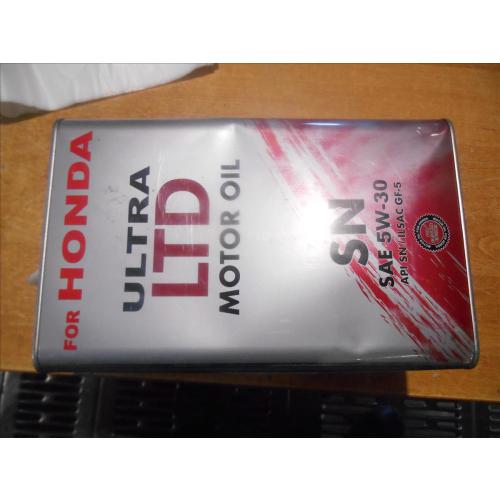 FOR HONDA
ULTRA
LTD
MOTOR OIL
SN
SAE 5W-30
API SN/ILSAC GF-5